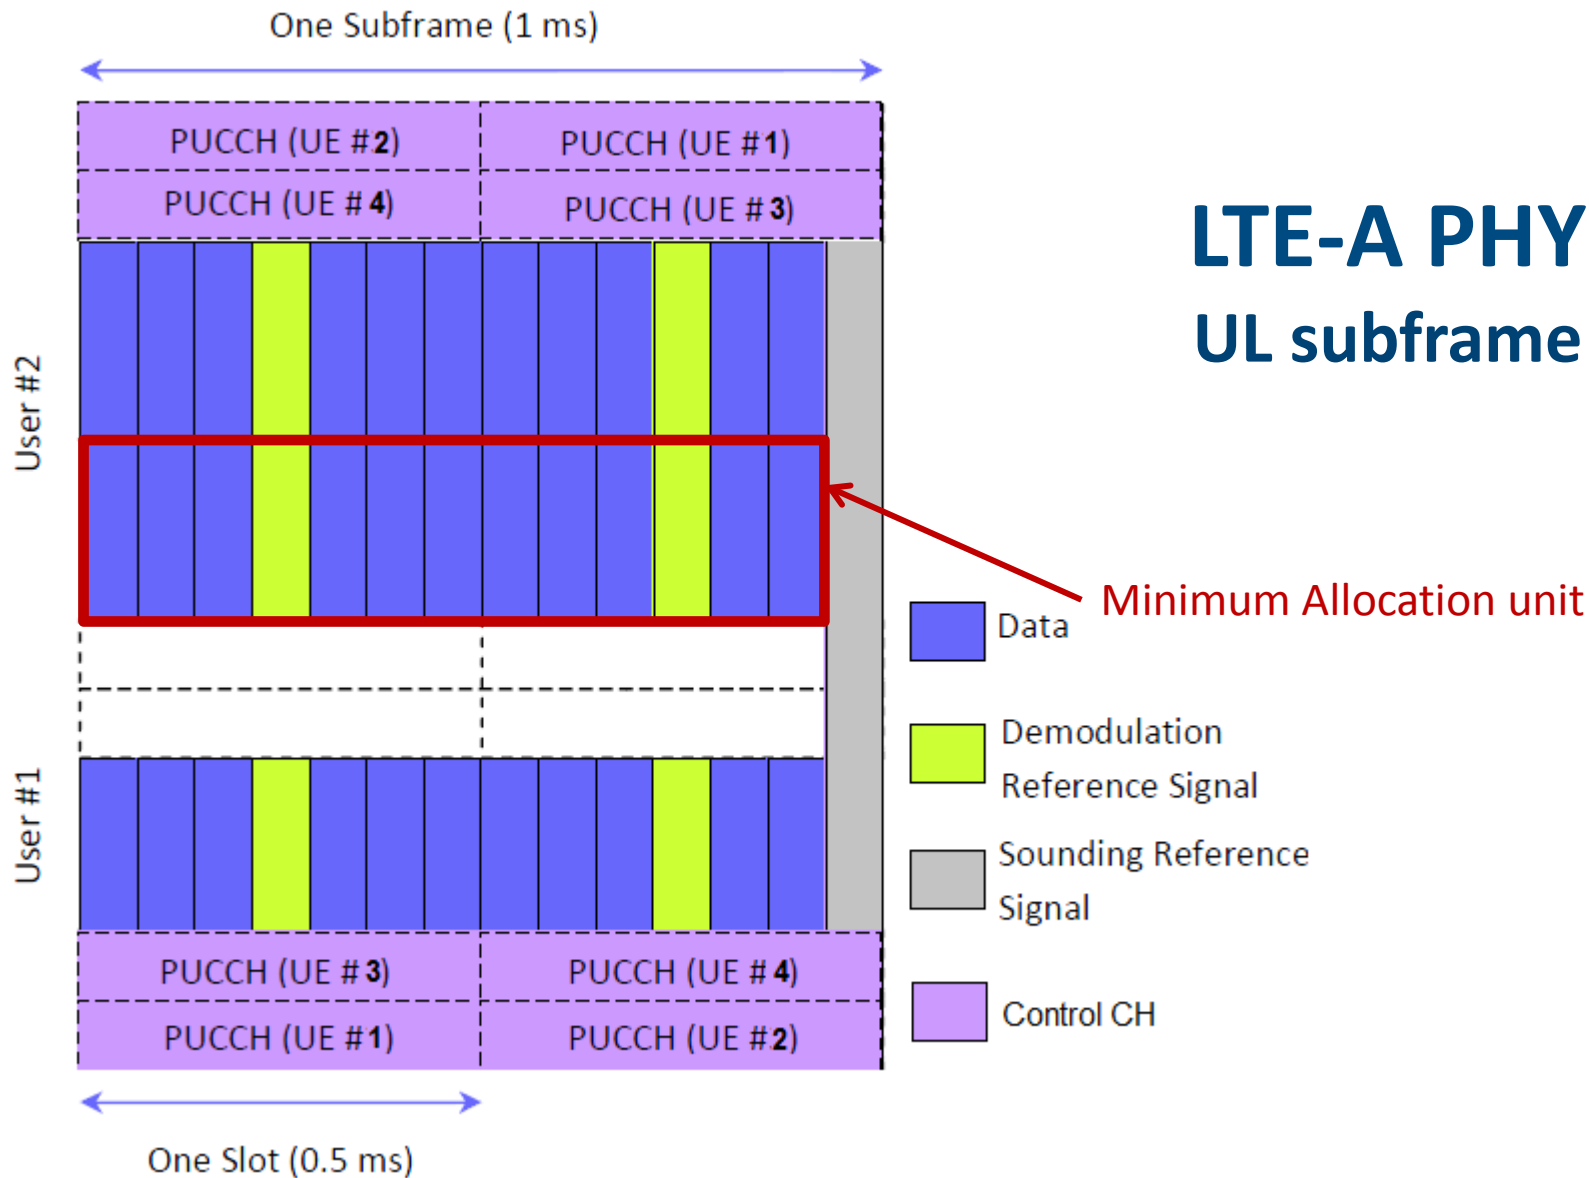 One Subframe (1 ms)
PUCCH (UE #2)
PUCCH (UE #1)
PUCCH (UE # 4)
PUCCH (UE # 3)
LTE-A PHY
UL subframe
User #2
Minimum Allocation unit
Data
Demodulation
Reference Signal
User #1
Sounding Reference
Signal
PUCCH (UE # 3)
PUCCH (UE # 4)
Control CH
PUCCH (UE #1)
PUCCH (UE #2)
One Slot (0.5 ms)